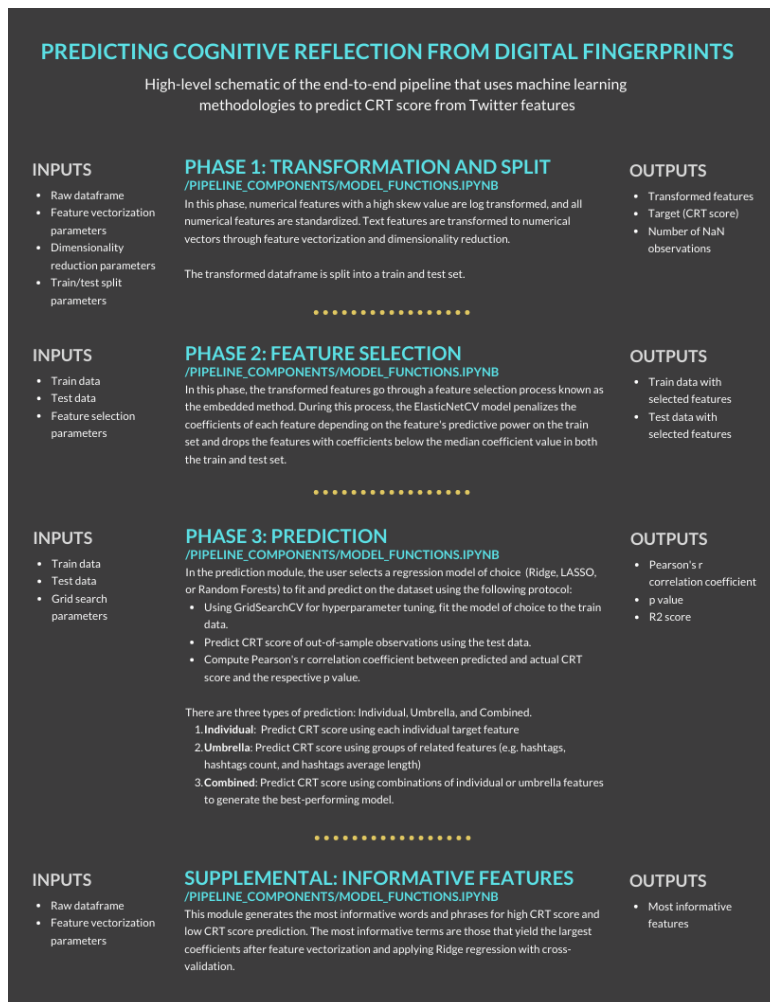 PREDICTING COGNITIVE REFLECTION FROM DIGITAL FINGERPRINTS
High-level schematic of the end-to-end pipeline that uses machine learning
methodologies to predict CRT score from Twitter features
INPUTS
• Raw dataframe
• Feature vectorization
parameters
• Dimensionality
reduction parameters
• Train/test split
parameters
PHASE 1: TRANSFORMATION AND SPLIT
/PIPELINE_COMPONENTS/MODEL_FUNCTIONS.IPYNB
In this phase, numerical features with a high skew value are log transformed, and all
numerical features are standardized. Text features are transformed to numerical
vectors through feature vectorization and dimensionality reduction.
The transformed dataframe is split into a train and test set.
OUTPUTS
• Transformed features
• Target (CRT score)
• Number of NaN
observations
INPUTS
• Train data
• Test data
• Feature selection
parameters
PHASE 2: FEATURE SELECTION
/PIPELINE_COMPONENTS/MODEL_FUNCTIONS.IPYNB
In this phase, the transformed features go through a feature selection process known as
the embedded method. During this process, the ElasticNetCV model penalizes the
coefficients of each feature depending on the feature's predictive power on the train
set and drops the features with coefficients below the median coefficient value in both
the train and test set.
OUTPUTS
• Train data with
selected features
• Test data with
selected features
INPUTS
• Train data
• Test data
• Grid search
parameters
PHASE 3: PREDICTION
/PIPELINE_COMPONENTS/MODEL_FUNCTIONS.IPYNB
In the prediction module, the user selects a regression model of choice (Ridge, LASSO,
or Random Forests) to fit and predict on the dataset using the following protocol:
• Using GridSearchCV for hyperparameter tuning, fit the model of choice to the train
data.
• Predict CRT score of out-of-sample observations using the test data.
• Compute Pearson's r correlation coefficient between predicted and actual CRT
score and the respective p value.
There are three types of prediction: Individual, Umbrella, and Combined.
1. Individual: Predict CRT score using each individual target feature
2. Umbrella: Predict CRT score using groups of related features (e.g. hashtags,
hashtags count, and hashtags average length)
3. Combined: Predict CRT score using combinations of individual or umbrella features
to generate the best-performing model.
OUTPUTS
• Pearson's r
correlation coefficient
• p value
• R2 score
INPUTS
• Raw dataframe
• Feature vectorization
parameters
SUPPLEMENTAL: INFORMATIVE FEATURES
/PIPELINE_COMPONENTS/MODEL_FUNCTIONS.IPYNB
This module generates the most informative words and phrases for high CRT score and
low CRT score prediction. The most informative terms are those that yield the largest
coefficients after feature vectorization and applying Ridge regression with cross-
validation.
OUTPUTS
• Most informative
features